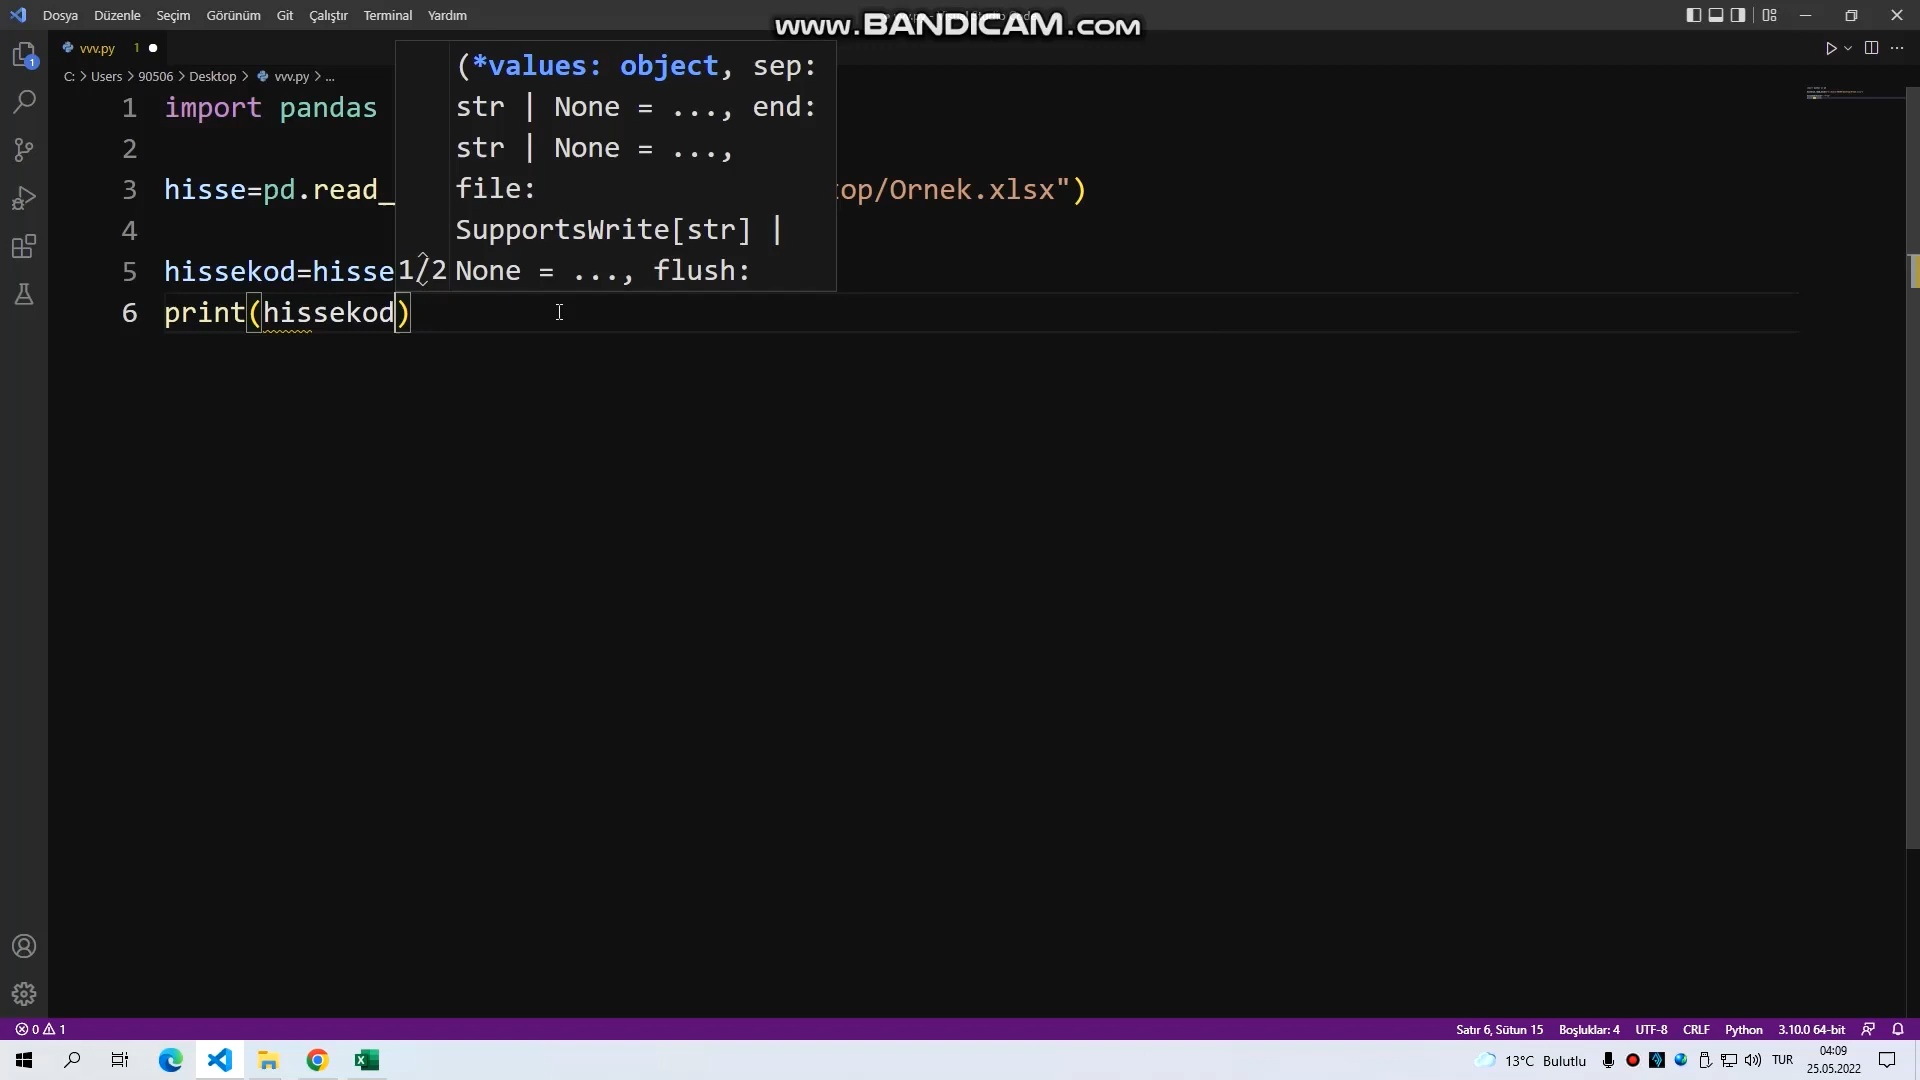 Dosya Düzenle Seçim Görünüm Git Çalıştır Terminal Yardım
www.BANDICAM.com
vvv.py 1
C: > Users > 90506 > Desktop > vvv.py > ...
1 import pandas
2
3 hisse=pd.read_ top/Ornek.xlsx")
4
5 hissekod=hisse
6 print(hissekod)
(*values: object, sep:
str | None = ..., end:
str | None = ...,
file:
SupportsWrite[str] |
1/2 None = ..., flush:
1
0 1
Satır 6, Sütun 15 Boşluklar: 4 UTF-8 CRLF Python 3.10.0 64-bit
13°C Bulutlu TUR 04:09
25.05.2022